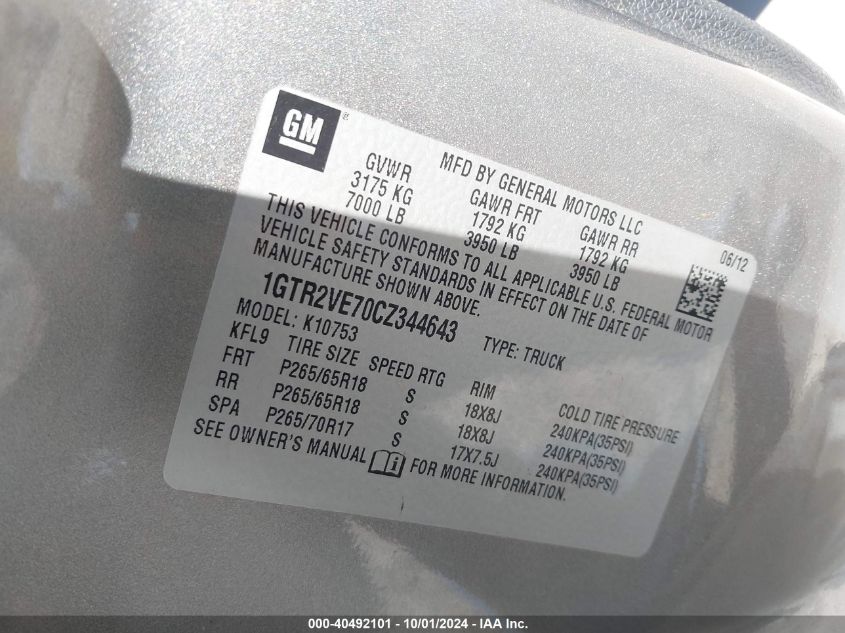 GM
MFD BY GENERAL MOTORS LLC
06/12
GVWR GAWR FRT GAWR RR
3175 KG 1792 KG 1792 KG
7000 LB 3950 LB 3950 LB
THIS VEHICLE CONFORMS TO ALL APPLICABLE U.S. FEDERAL MOTOR
VEHICLE SAFETY STANDARDS IN EFFECT ON THE DATE OF
MANUFACTURE SHOWN ABOVE.
1GTR2VE70CZ344643 TYPE: TRUCK
MODEL: K10753
KFL9 TIRE SIZE SPEED RTG RIM COLD TIRE PRESSURE
FRT P265/65R18 S 18X8J 240KPA(35PSI)
RR P265/65R18 S 18X8J 240KPA(35PSI)
SPA P265/70R17 S 17X7.5J 240KPA(35PSI)
SEE OWNER'S MANUAL i FOR MORE INFORMATION.
000-40492101 - 10/01/2024 - IAA Inc.